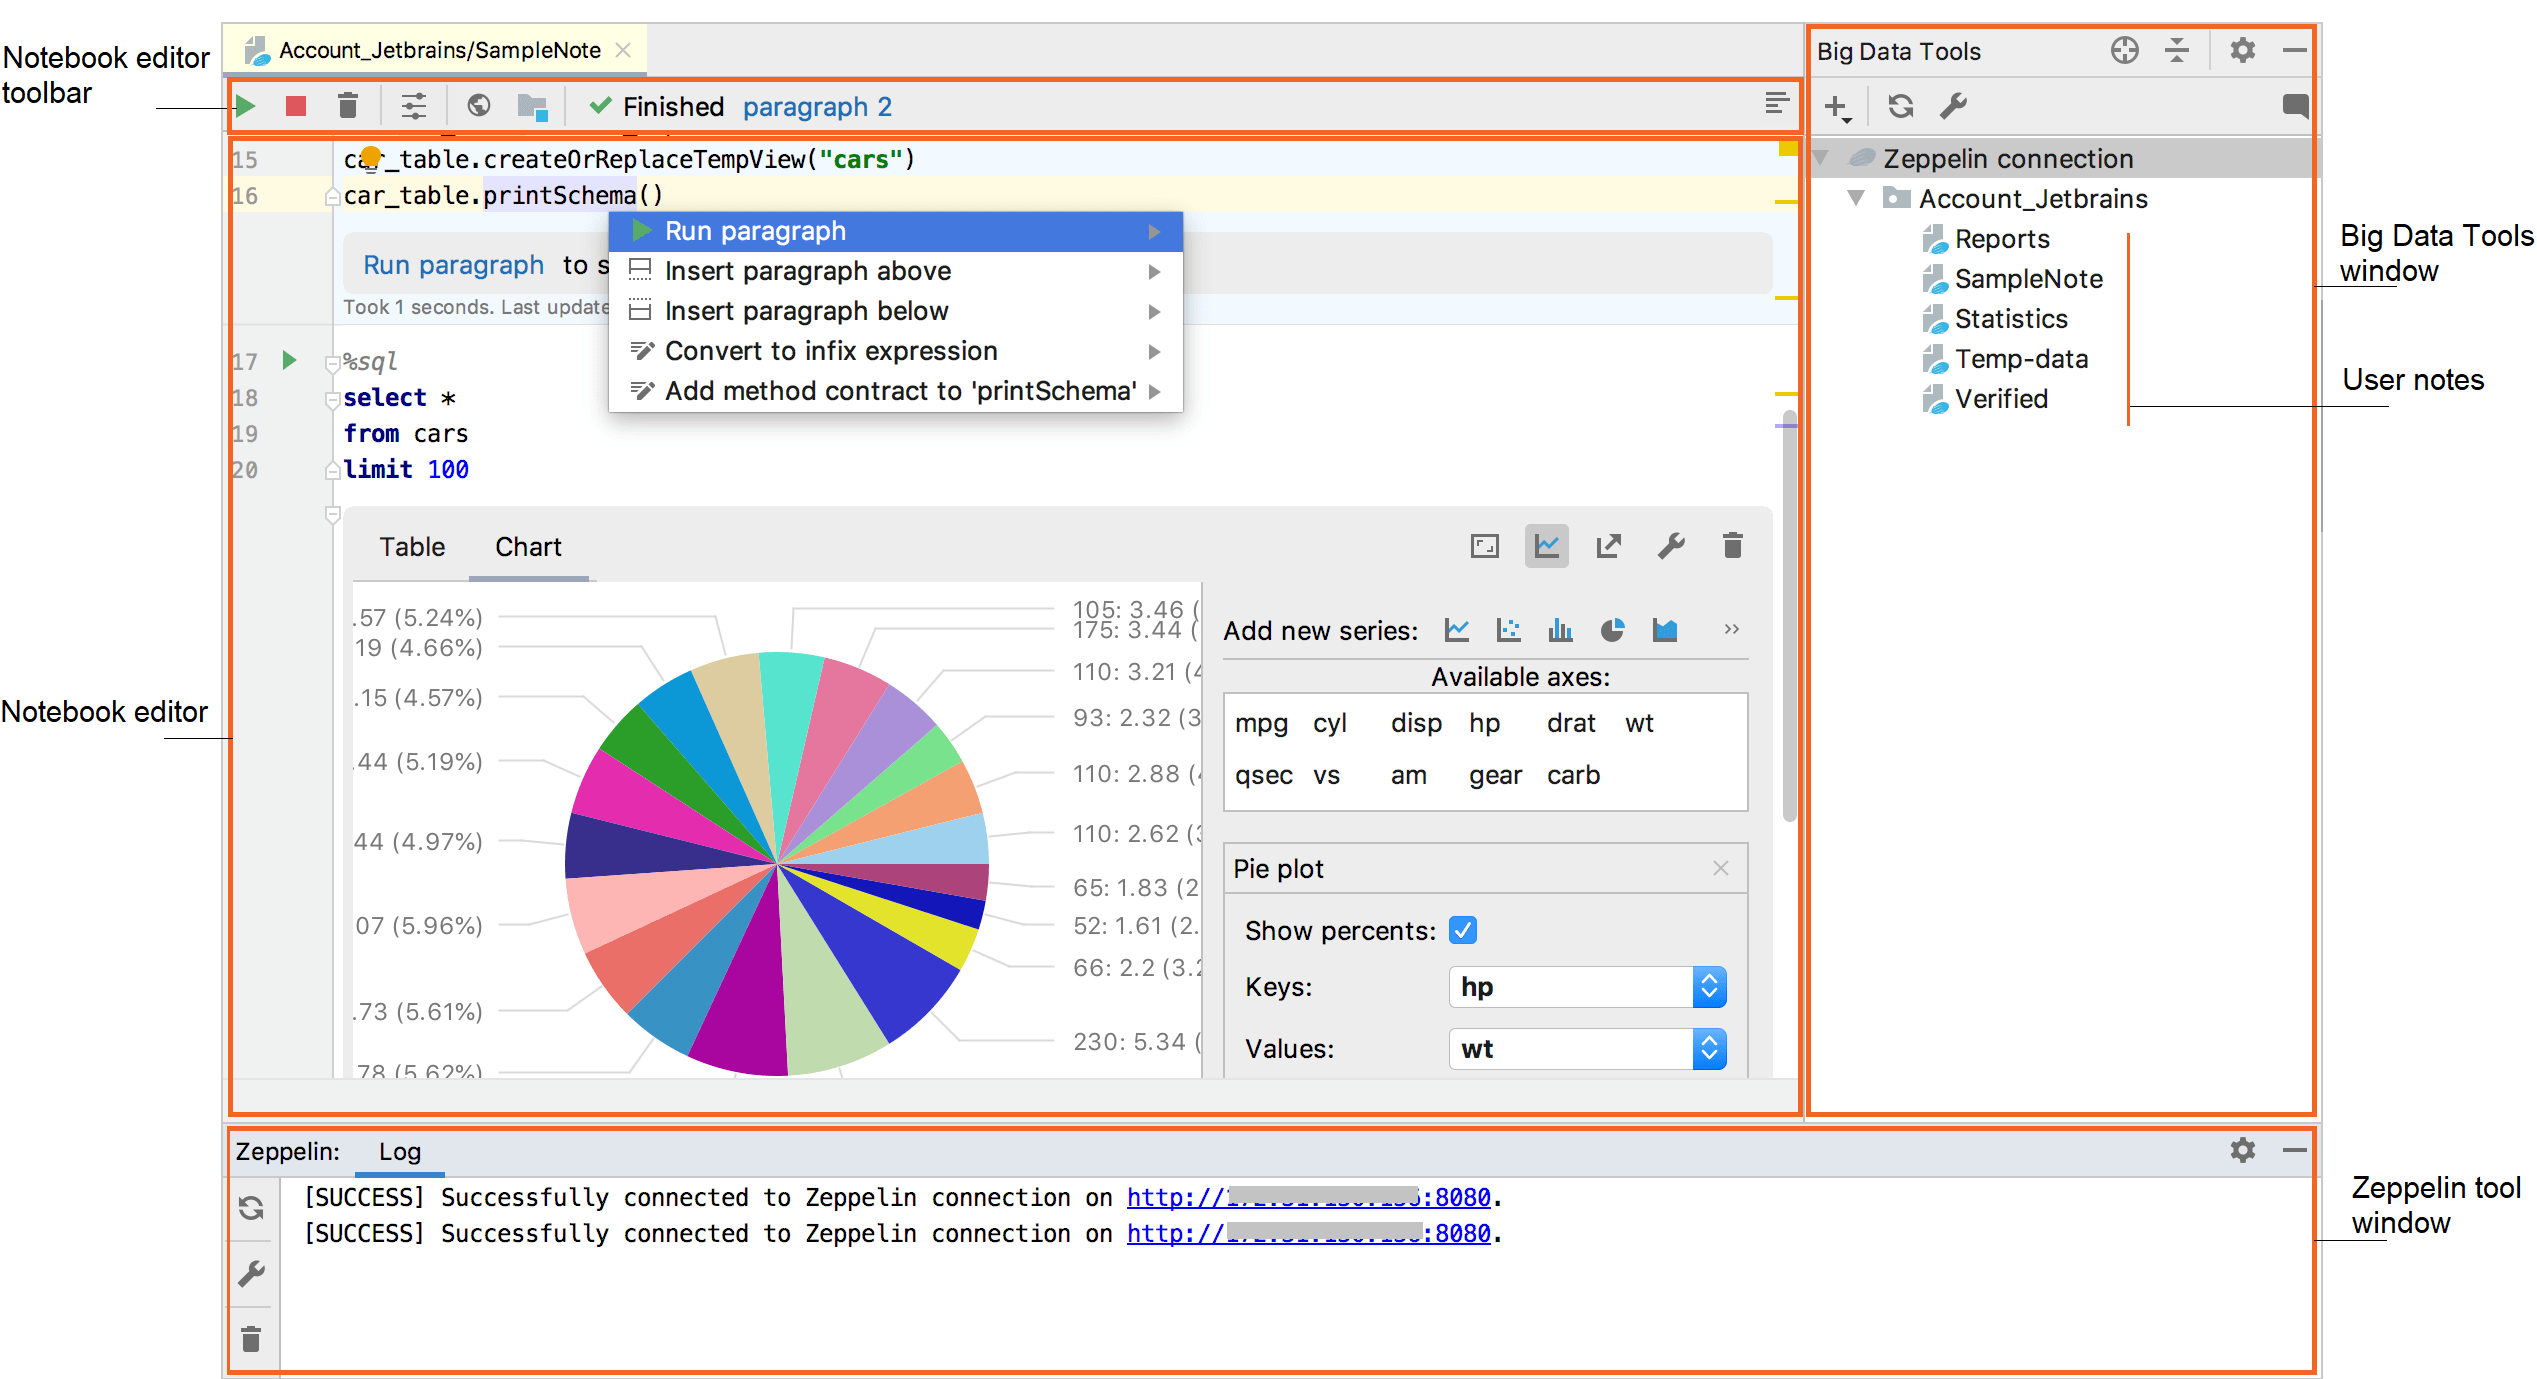 Notebook editor
toolbar
Account_Jetbrains/SampleNote
Finished paragraph 2
15 car_table.createOrReplaceTempView("cars")
16 car_table.printSchema()
Run paragraph to s
Took 1 seconds. Last update
Run paragraph
Insert paragraph above
Insert paragraph below
Convert to infix expression
Add method contract to 'printSchema'
17 %sql
18 select *
19 from cars
20 limit 100
Table Chart
.57 (5.24%)
19 (4.66%)
.15 (4.57%)
.44 (5.19%)
44 (4.97%)
07 (5.96%)
.73 (5.61%)
78 (5.62%)
105: 3.46 (
175: 3.44 (
110: 3.21 (4
93: 2.32 (3
110: 2.88 (
110: 2.62 (3
65: 1.83 (2
52: 1.61 (2.
66: 2.2 (3.2
230: 5.34 (
Add new series:
Available axes:
mpg cyl disp hp drat wt
qsec vs am gear carb
Pie plot
Show percents:
Keys: hp
Values: wt
Notebook editor
Big Data Tools
Zeppelin connection
Account_Jetbrains
Reports
SampleNote
Statistics
Temp-data
Verified
Big Data Tools
window
User notes
Zeppelin: Log
[SUCCESS] Successfully connected to Zeppelin connection on http:// :8080.
[SUCCESS] Successfully connected to Zeppelin connection on http:// :8080.
Zeppelin tool
window